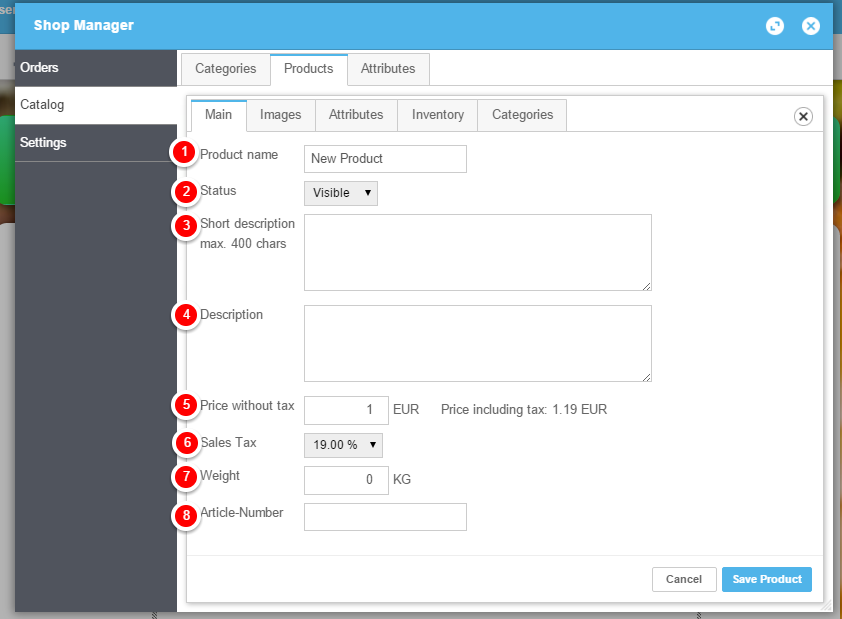 Shop Manager
Orders
Catalog
Settings
Categories Products Attributes
Main Images Attributes Inventory Categories
1 Product name New Product
2 Status Visible
3 Short description
max. 400 chars
4 Description
5 Price without tax 1 EUR Price including tax: 1.19 EUR
6 Sales Tax 19.00 %
7 Weight 0 KG
8 Article-Number
Cancel Save Product